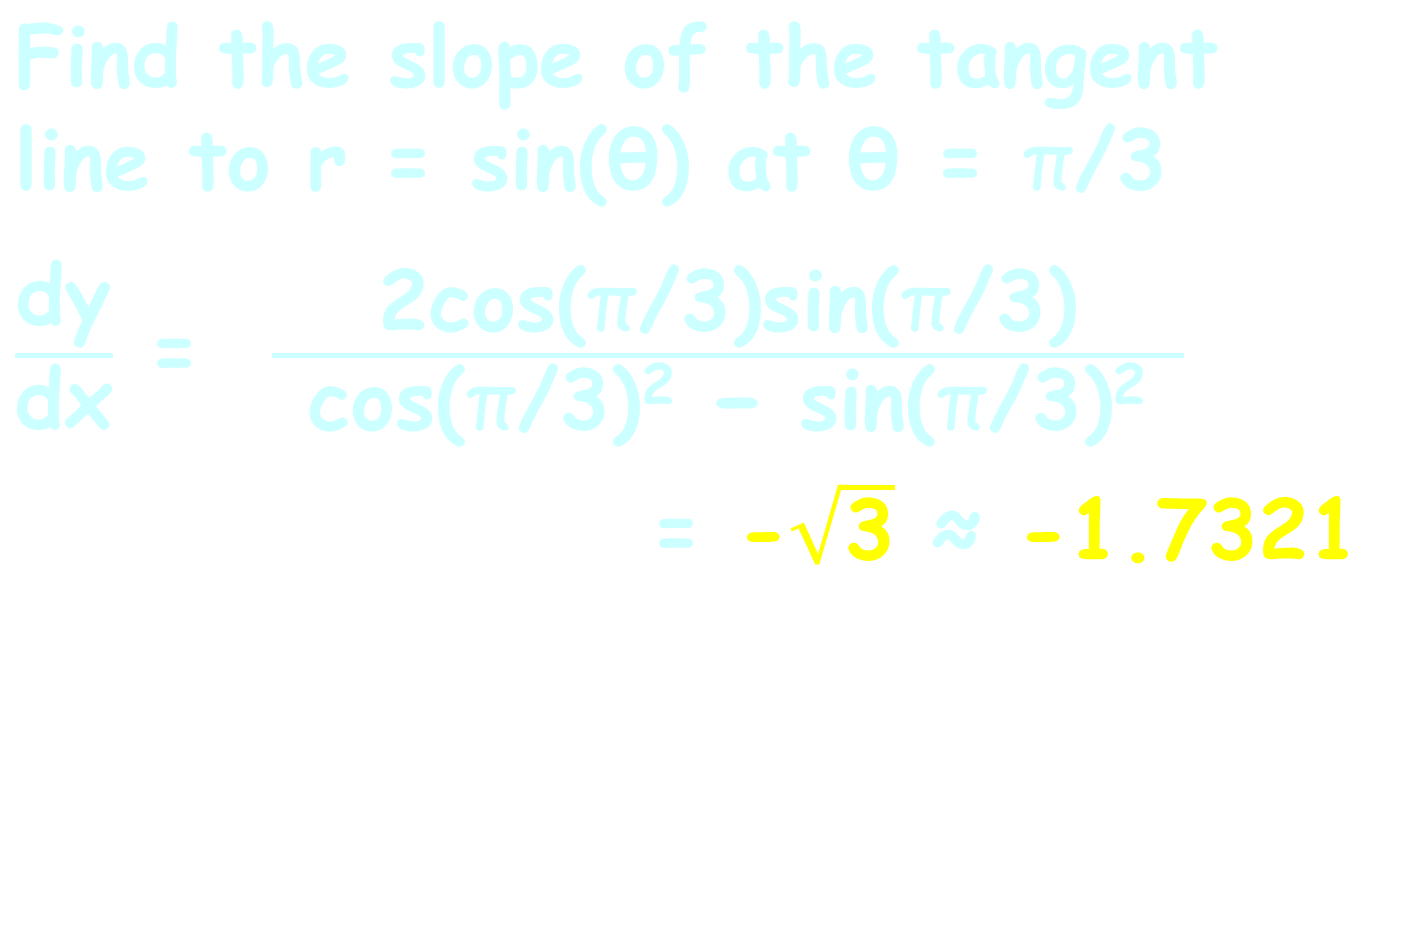 Find the slope of the tangent
line to r = sin(θ) at θ = π/3
dy/dx = 2cos(π/3)sin(π/3) / cos(π/3)² - sin(π/3)²
= -√3 ≈ -1.7321